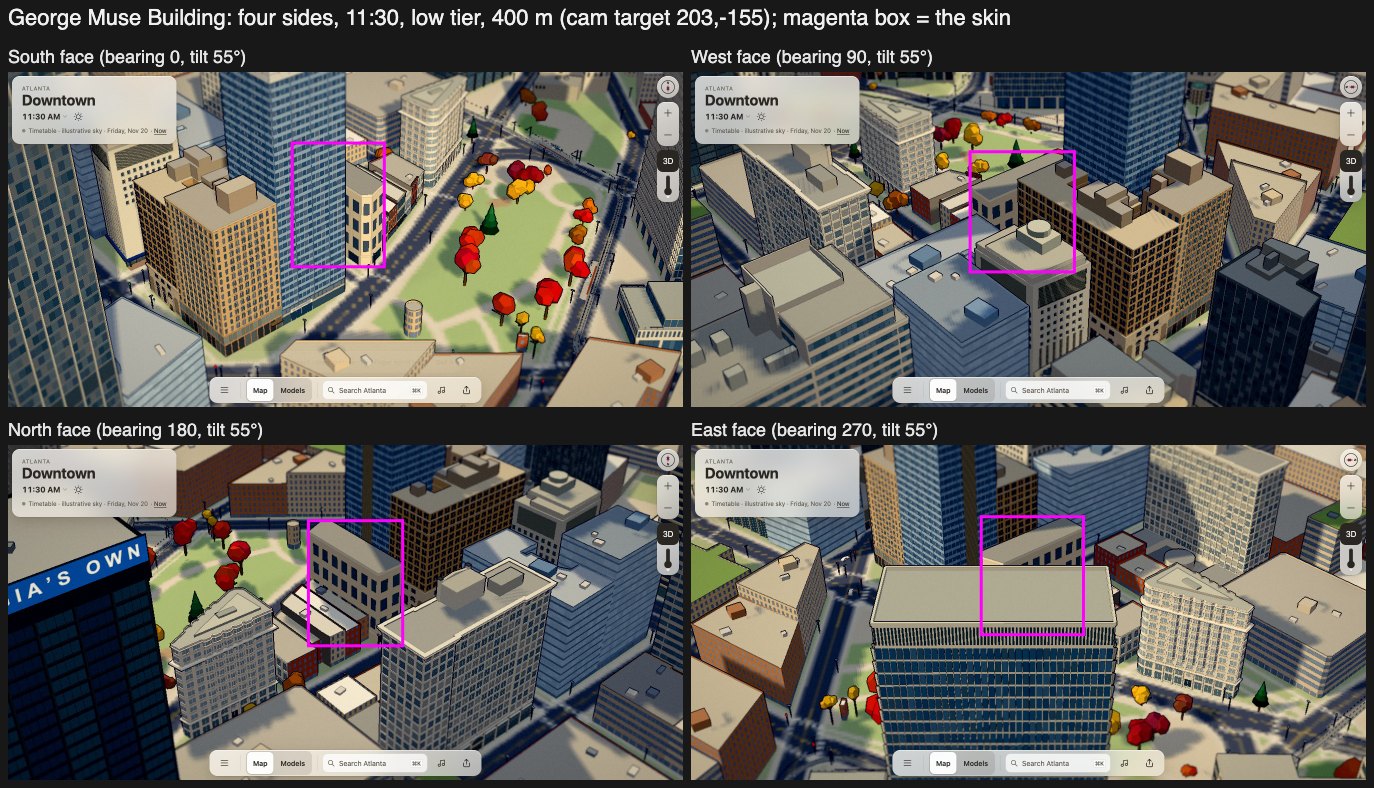 George Muse Building: four sides, 11:30, low tier, 400 m (cam target 203,-155); magenta box = the skin
South face (bearing 0, tilt 55°)
West face (bearing 90, tilt 55°)
ATLANTA
Downtown
11:30 AM
Timetable · illustrative sky · Friday, Nov 20 · Now
3D
Map
Models
Search Atlanta
⌘K
ATLANTA
Downtown
11:30 AM
Timetable · illustrative sky · Friday, Nov 20 · Now
3D
Map
Models
Search Atlanta
⌘K
North face (bearing 180, tilt 55°)
East face (bearing 270, tilt 55°)
ATLANTA
Downtown
11:30 AM
Timetable · illustrative sky · Friday, Nov 20 · Now
3D
IA'S OWN
Map
Models
Search Atlanta
⌘K
ATLANTA
Downtown
11:30 AM
Timetable · illustrative sky · Friday, Nov 20 · Now
3D
Map
Models
Search Atlanta
⌘K